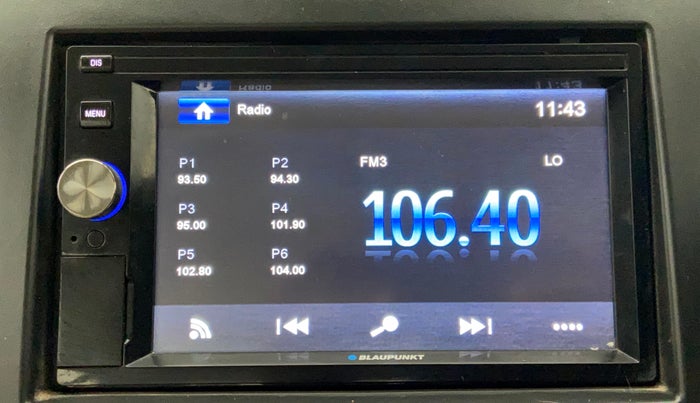 DIS
MENU
Radio
11:43
P1
93.50
P2
94.30
P3
95.00
P4
101.90
P5
102.80
P6
104.00
FM3
LO
106.40
BLAUPUNKT